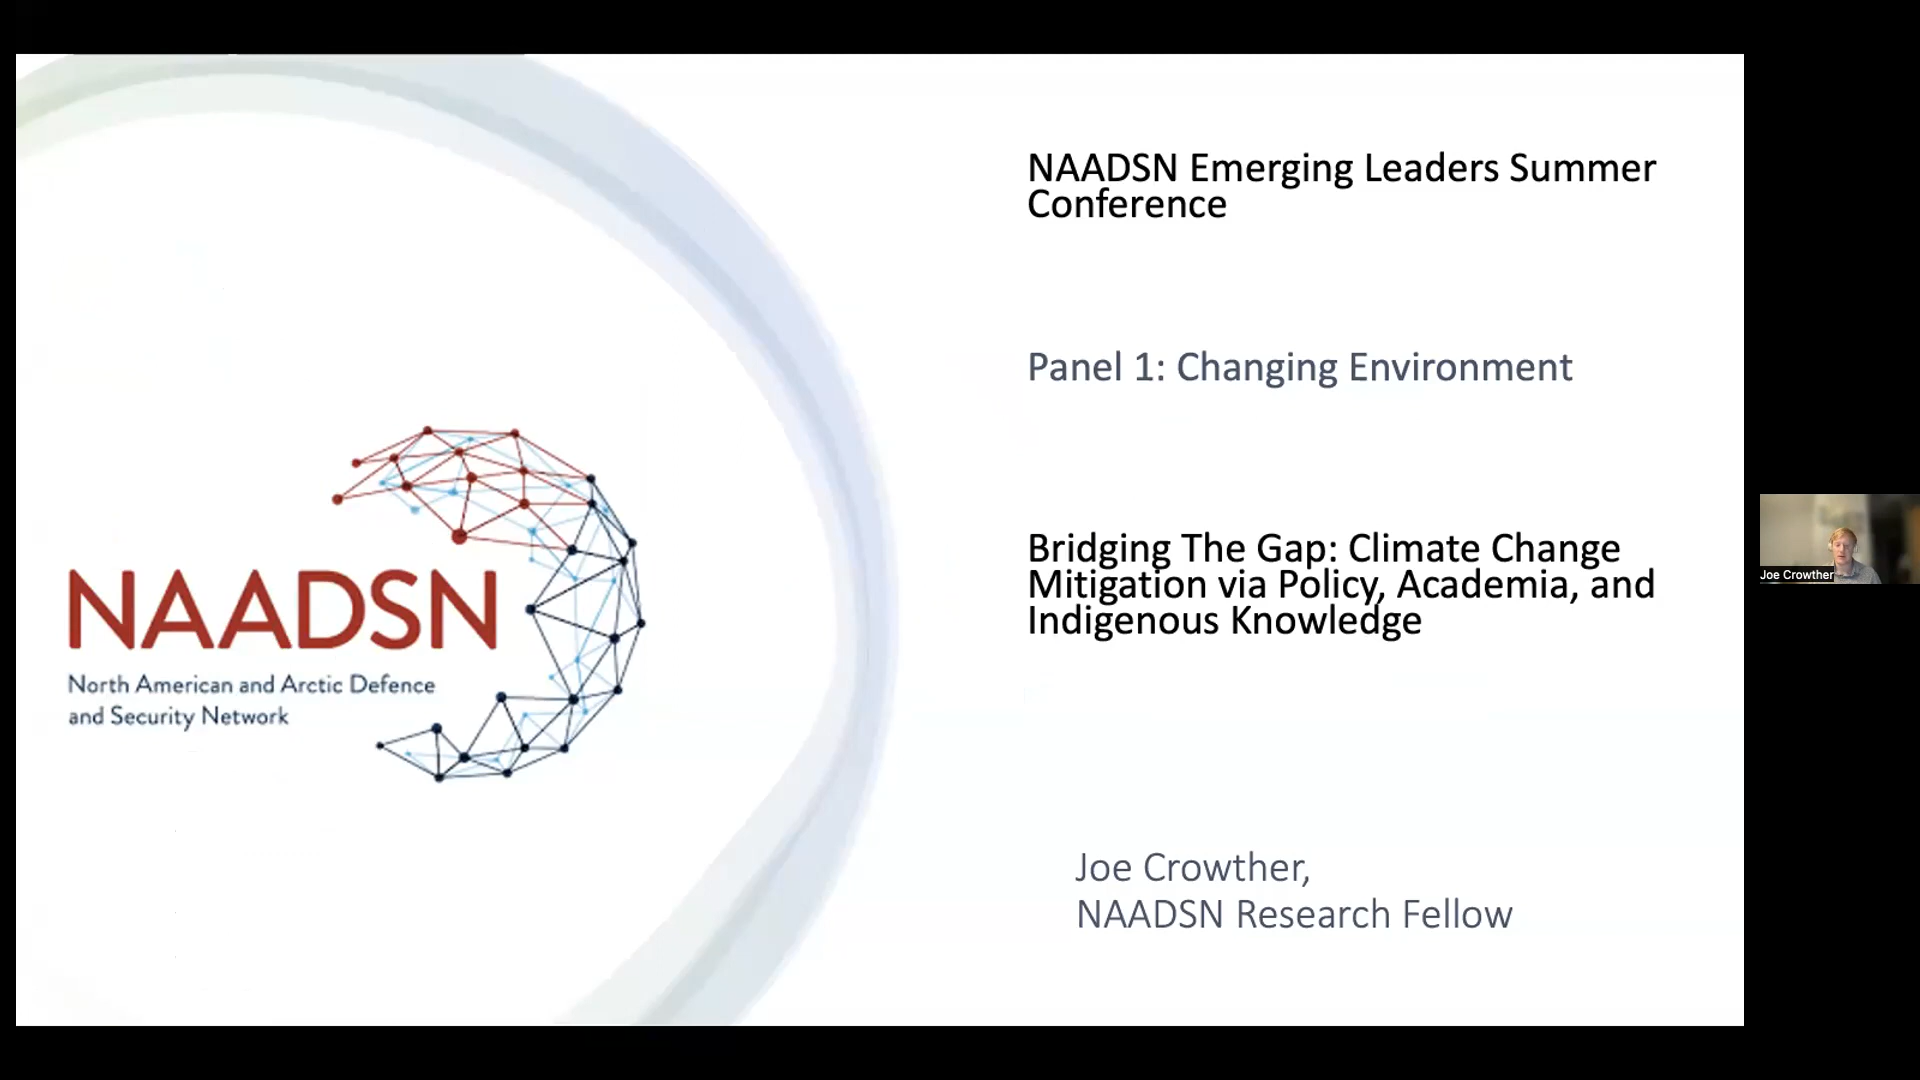 NAADSN Emerging Leaders Summer
Conference
Panel 1: Changing Environment
Bridging The Gap: Climate Change
Mitigation via Policy, Academia, and
Indigenous Knowledge
Joe Crowther,
NAADSN Research Fellow
NAADSN
North American and Arctic Defence
and Security Network
Joe Crowther